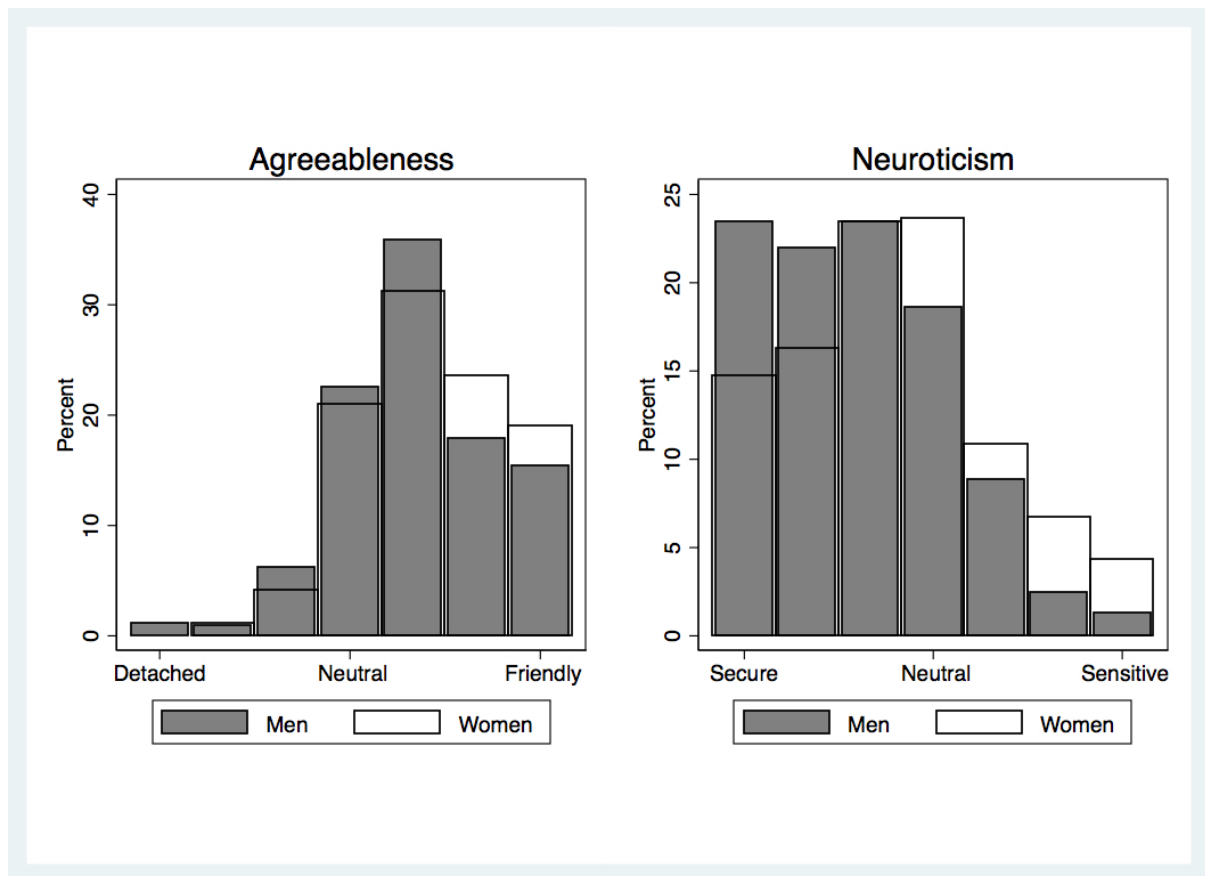 Agreeableness
Percent
0
10
20
30
40
Detached
Neutral
Friendly
Men
Women
Neuroticism
Percent
0
5
10
15
20
25
Secure
Neutral
Sensitive
Men
Women